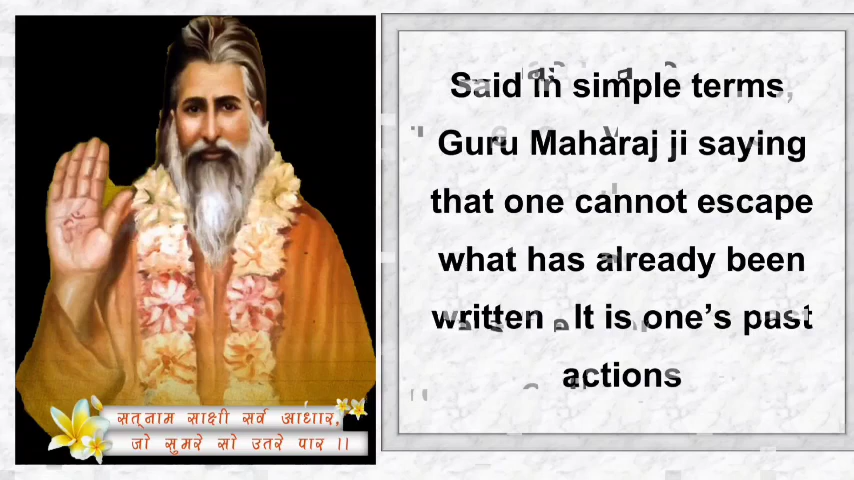 Said in simple terms,
Guru Maharaj ji saying
that one cannot escape
what has already been
written . It is one’s past
actions
सत्नाम साक्षी सर्व आधार,
जो सुमरे सो उतरे पार ।।